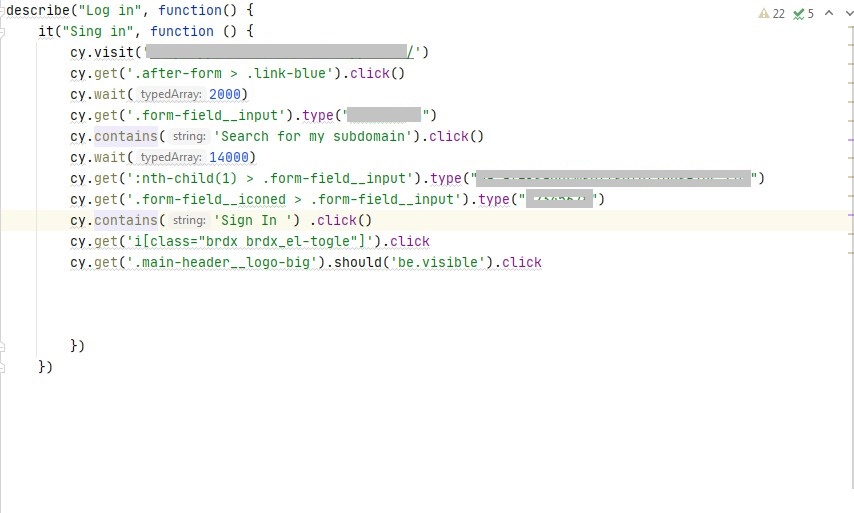 describe("Log in", function() {
22 5
it("Sing in", function () {
cy.visit(' /')
cy.get('.after-form > .link-blue').click()
cy.wait( typedArray: 2000)
cy.get('.form-field__input').type(" ")
cy.contains( string: 'Search for my subdomain').click()
cy.wait( typedArray: 14000)
cy.get(':nth-child(1) > .form-field__input').type(" ")
cy.get('.form-field__iconed > .form-field__input').type(" ")
cy.contains( string: 'Sign In ') .click()
cy.get('i[class="brdx brdx_el-togle"]').click
cy.get('.main-header__logo-big').should('be.visible').click
})
})